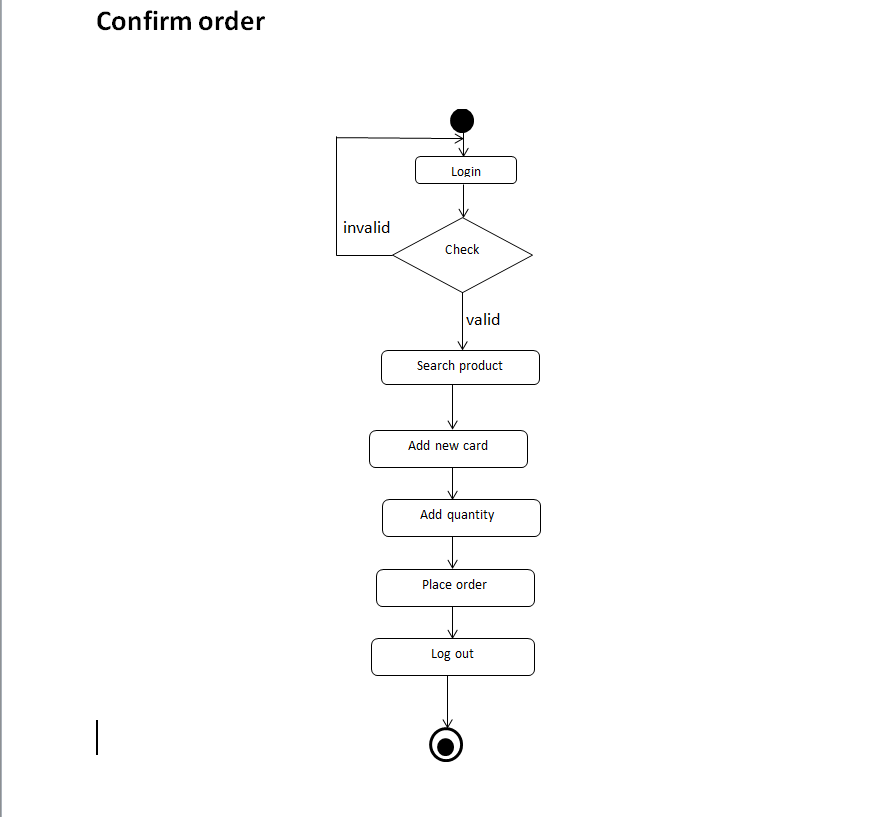 Confirm order
Login
invalid
Check
valid
Search product
Add new card
Add quantity
Place order
Log out